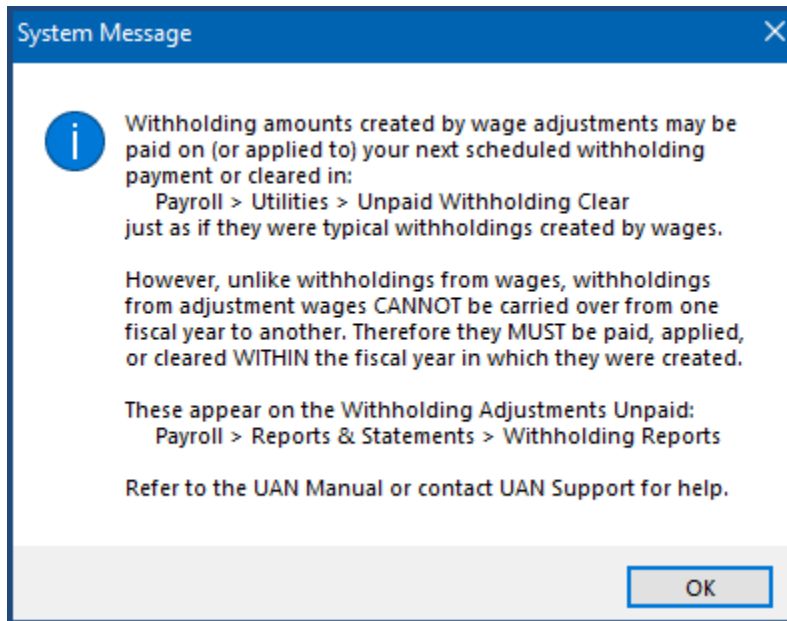 System Message
Withholding amounts created by wage adjustments may be
paid on (or applied to) your next scheduled withholding
payment or cleared in:
Payroll > Utilities > Unpaid Withholding Clear
just as if they were typical withholdings created by wages.
However, unlike withholdings from wages, withholdings
from adjustment wages CANNOT be carried over from one
fiscal year to another. Therefore they MUST be paid, applied,
or cleared WITHIN the fiscal year in which they were created.
These appear on the Withholding Adjustments Unpaid:
Payroll > Reports & Statements > Withholding Reports
Refer to the UAN Manual or contact UAN Support for help.
OK